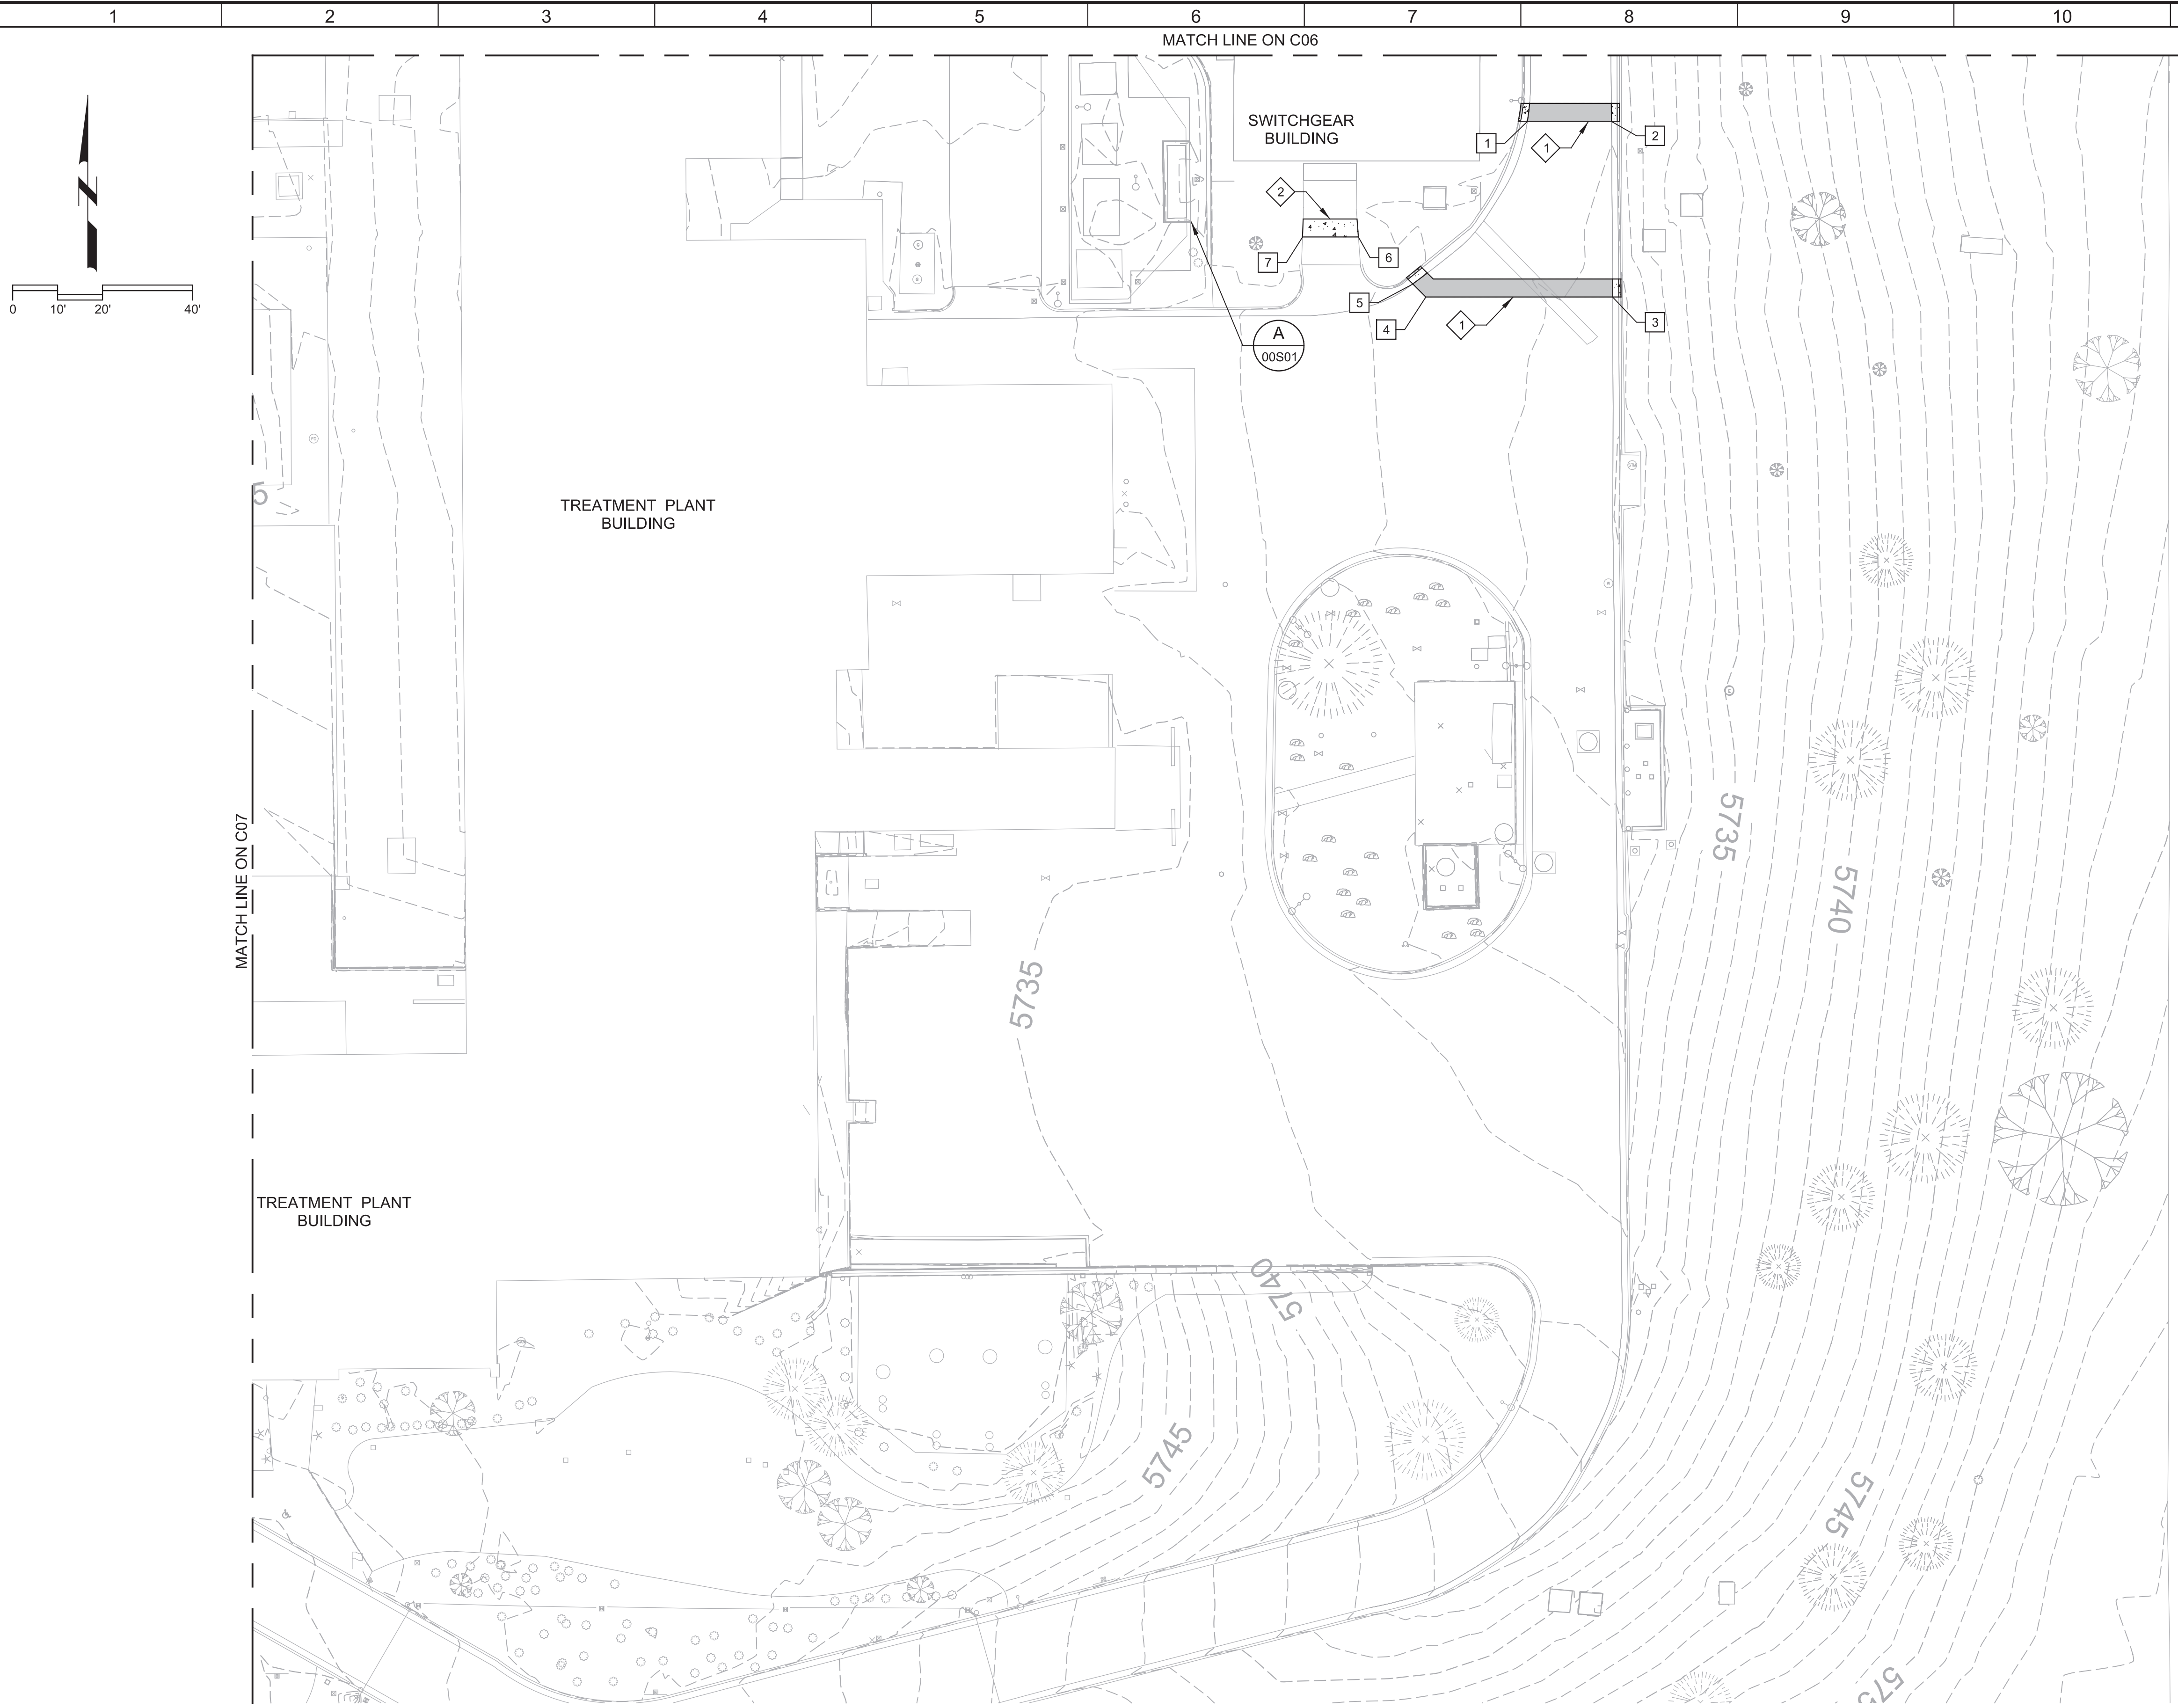 1 2 3 4 5 6 7 8 9 10
MATCH LINE ON C06
SWITCHGEAR
BUILDING
1
1
2
2
7
6
5
4
1
3
A
00S01
0 10' 20' 40'
5
TREATMENT PLANT
BUILDING
MATCH LINE ON C07
5735
5740
5735
TREATMENT PLANT
BUILDING
5740
5745
5745